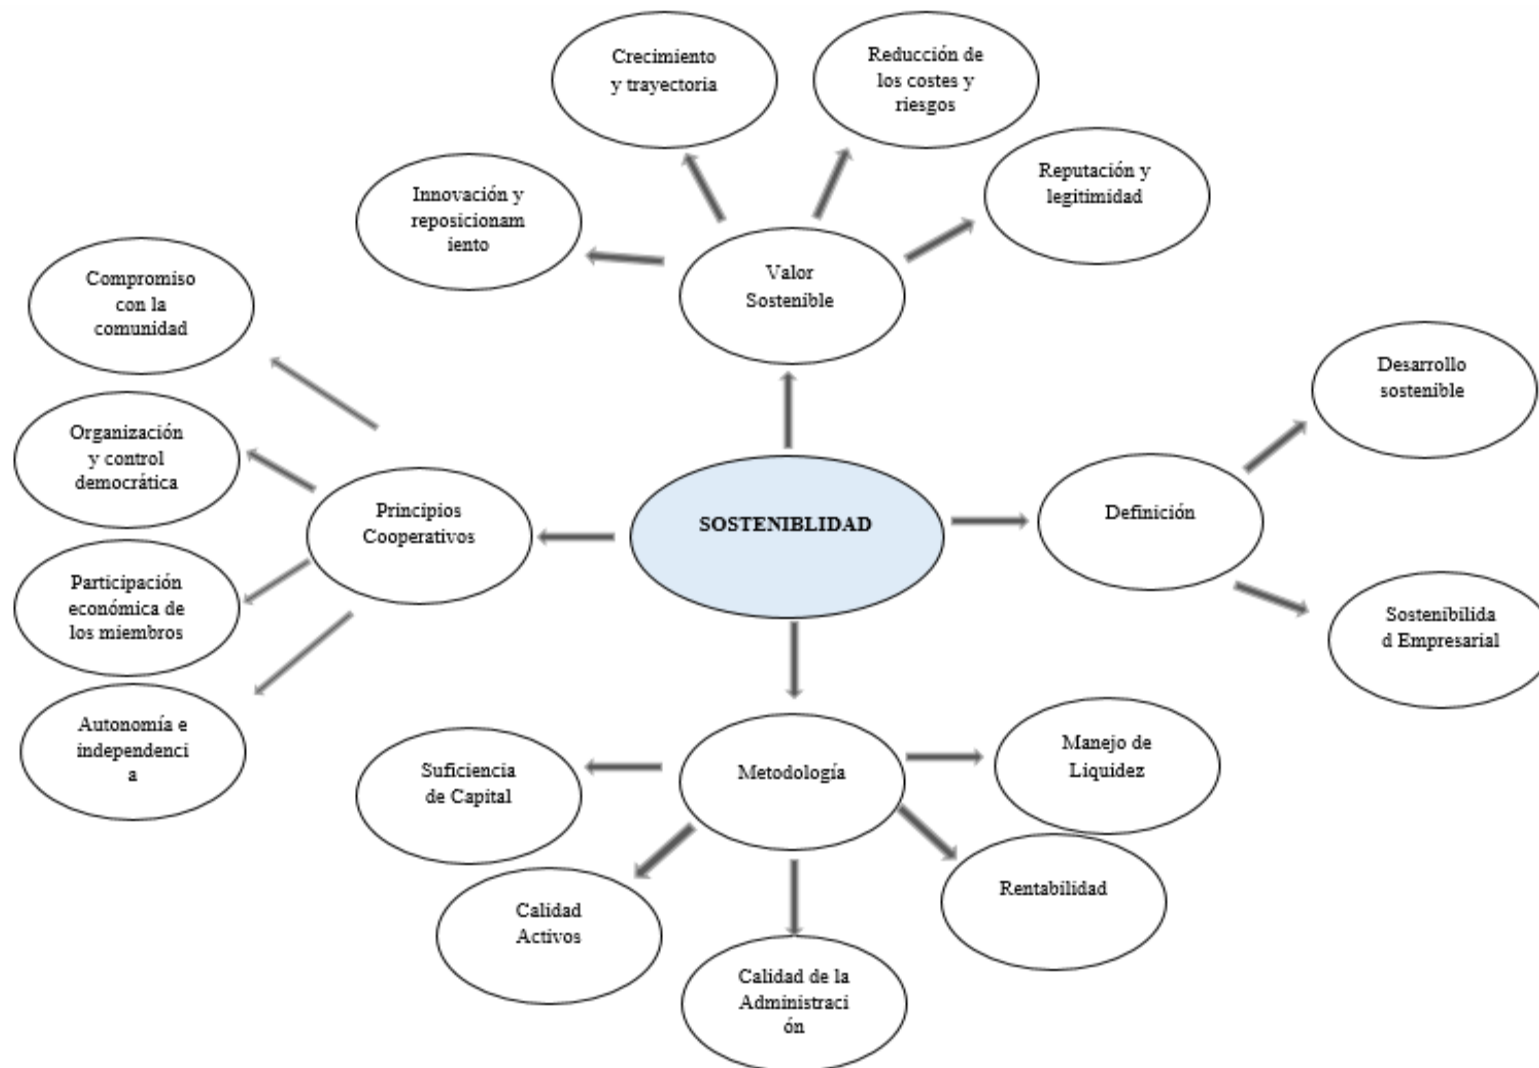 Crecimiento
y trayectoria
Reducción de
los costes y
riesgos
Innovación y
reposicionam
iento
Reputación y
legitimidad
Valor
Sostenible
Compromiso
con la
comunidad
Organización
y control
democrática
Participación
económica de
los miembros
Autonomía e
independenci
a
Principios
Cooperativos
SOSTENIBLIDAD
Definición
Desarrollo
sostenible
Sostenibilida
d Empresarial
Metodología
Suficiencia
de Capital
Calidad
Activos
Calidad de la
Administraci
ón
Manejo de
Liquidez
Rentabilidad